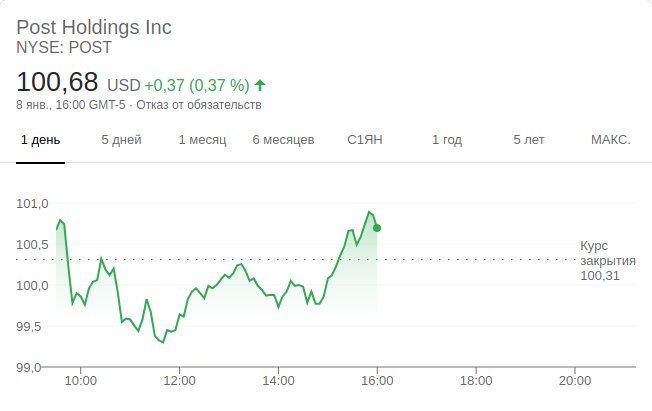 Post Holdings Inc
NYSE: POST
100,68 USD +0,37 (0,37 %)
8 янв., 16:00 GMT-5 · Отказ от обязательств
1 день 5 дней 1 месяц 6 месяцев С1ЯН 1 год 5 лет МАКС.
101,0
100,5
100,0
99,5
99,0
Курс
закрытия
100,31
10:00 12:00 14:00 16:00 18:00 20:00